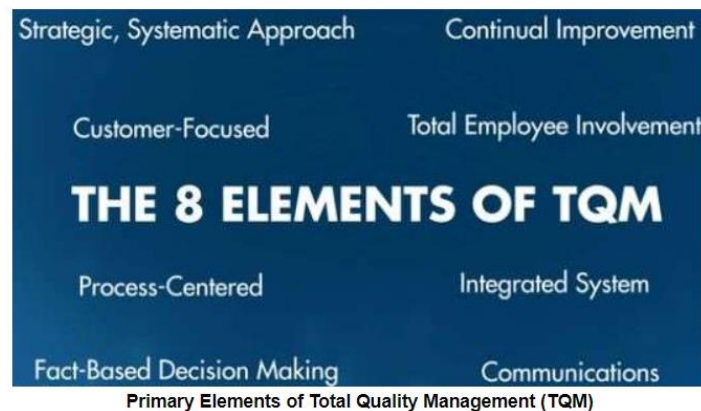 Strategic, Systematic Approach
Continual Improvement
Customer-Focused
Total Employee Involvement
THE 8 ELEMENTS OF TQM
Process-Centered
Integrated System
Fact-Based Decision Making
Communications
Primary Elements of Total Quality Management (TQM)